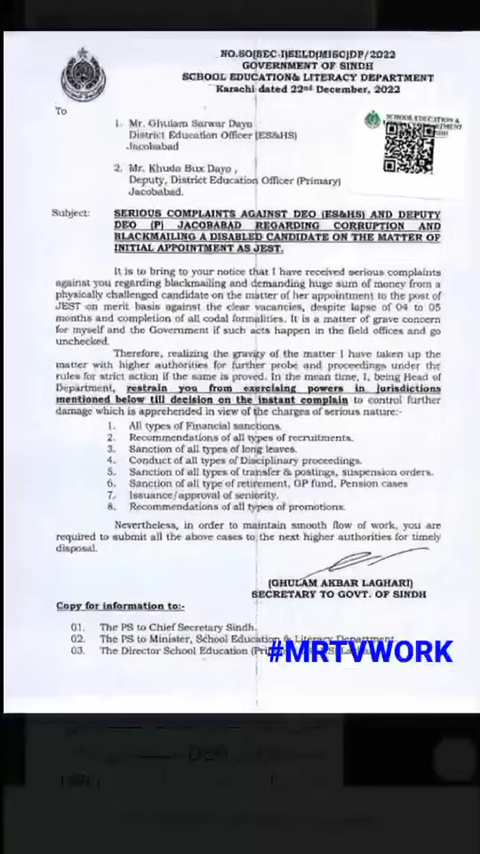 NO.SO(SEC-I)SELD(MISC)DP/2022
GOVERNMENT OF SINDH
SCHOOL EDUCATION& LITERACY DEPARTMENT
Karachi dated 22nd December, 2022
To
1. Mr. Ghulam Sarwar Dayo
District Education Officer (ES&HS)
Jacobabad
SCHOOL EDUCATION &
2. Mr. Khuda Bux Dayo ,
Deputy, District Education Officer (Primary)
Jacobabad.
Subject: SERIOUS COMPLAINTS AGAINST DEO (ES&HS) AND DEPUTY
DEO (P) JACOBABAD REGARDING CORRUPTION AND
BLACKMAILING A DISABLED CANDIDATE ON THE MATTER OF
INITIAL APPOINTMENT AS JEST.
It is to bring to your notice that I have received serious complaints
against you regarding blackmailing and demanding huge sum of money from a
physically challenged candidate on the matter of her appointment to the post of
JEST on merit basis against the clear vacancies, despite lapse of 04 to 05
months and completion of all codal formalities. It is a matter of grave concern
for myself and the Government if such acts happen in the field offices and go
unchecked.
Therefore, realizing the gravity of the matter I have taken up the
matter with higher authorities for further probe and proceedings under the
rules for strict action if the same is proved. In the mean time, I, being Head of
Department, restrain you from exercising powers in jurisdictions
mentioned below till decision on the instant complain to control further
damage which is apprehended in view of the charges of serious nature:-
1. All types of Financial sanctions.
2. Recommendations of all types of recruitments.
3. Sanction of all types of long leaves.
4. Conduct of all types of Disciplinary proceedings.
5. Sanction of all types of transfer & postings, suspension orders.
6. Sanction of all type of retirement, GP fund, Pension cases
7. Issuance/approval of seniority.
8. Recommendations of all types of promotions.
Nevertheless, in order to maintain smooth flow of work, you are
required to submit all the above cases to the next higher authorities for timely
disposal.
(GHULAM AKBAR LAGHARI)
SECRETARY TO GOVT. OF SINDH
Copy for information to:-
01. The PS to Chief Secretary Sindh.
02. The PS to Minister, School Education & Literacy Department
03. The Director School Education
#MRTVWORK